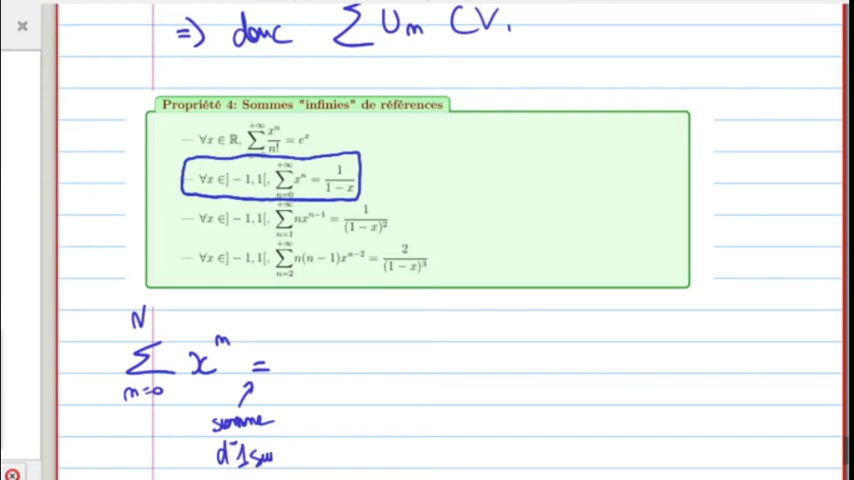 => donc ∑ Un CV.
Propriété 4: Sommes "infinies" de références
— ∀x ∈ ℝ, ∑_{n=0}^{+∞} xⁿ/n! = eˣ
— ∀x ∈] − 1, 1[, ∑_{n=0}^{+∞} xⁿ = 1/(1 − x)
— ∀x ∈] − 1, 1[, ∑_{n=1}^{+∞} nxⁿ⁻¹ = 1/(1 − x)²
— ∀x ∈] − 1, 1[, ∑_{n=2}^{+∞} n(n − 1)xⁿ⁻² = 2/(1 − x)³
∑_{n=0}^{N} xⁿ =
somme